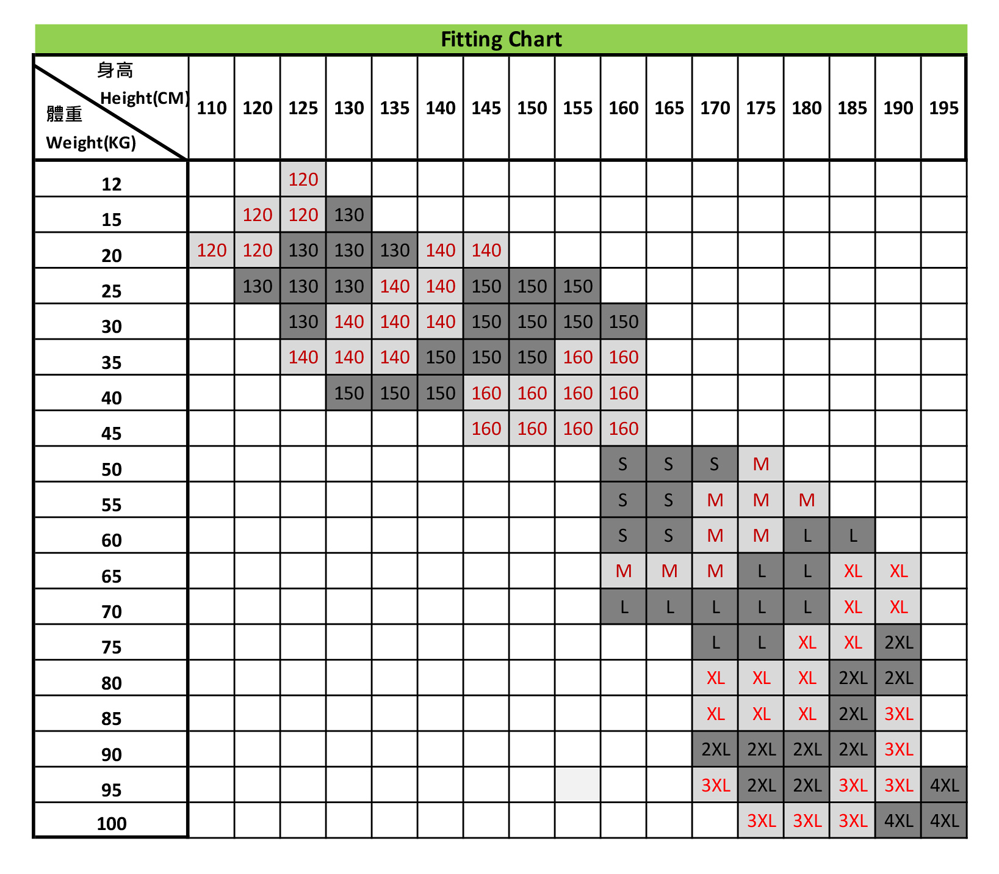 Fitting Chart
身高
Height(CM)
體重
Weight(KG)
110 120 125 130 135 140 145 150 155 160 165 170 175 180 185 190 195
12 120
15 120 120 130
20 120 120 130 130 130 140 140
25 130 130 130 140 140 150 150 150
30 130 140 140 140 150 150 150 150
35 140 140 140 150 150 150 160 160
40 150 150 150 160 160 160 160
45 160 160 160 160
50 S S S M
55 S S M M M
60 S S M M L L
65 M M M L L XL XL
70 L L L L L XL XL
75 L L XL XL 2XL
80 XL XL XL 2XL 2XL
85 XL XL XL 2XL 3XL
90 2XL 2XL 2XL 2XL 3XL
95 3XL 2XL 2XL 3XL 3XL 4XL
100 3XL 3XL 3XL 4XL 4XL